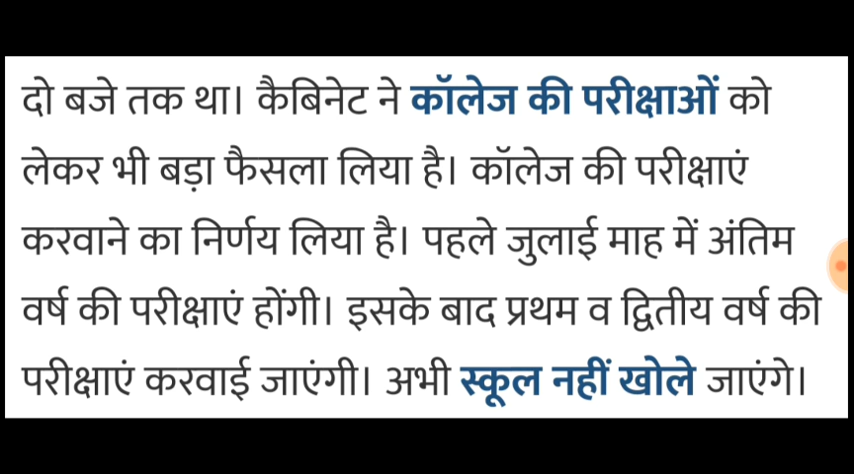 दो बजे तक था। कैबिनेट ने कॉलेज की परीक्षाओं को
लेकर भी बड़ा फैसला लिया है। कॉलेज की परीक्षाएं
करवाने का निर्णय लिया है। पहले जुलाई माह में अंतिम
वर्ष की परीक्षाएं होंगी। इसके बाद प्रथम व द्वितीय वर्ष की
परीक्षाएं करवाई जाएंगी। अभी स्कूल नहीं खोले जाएंगे।